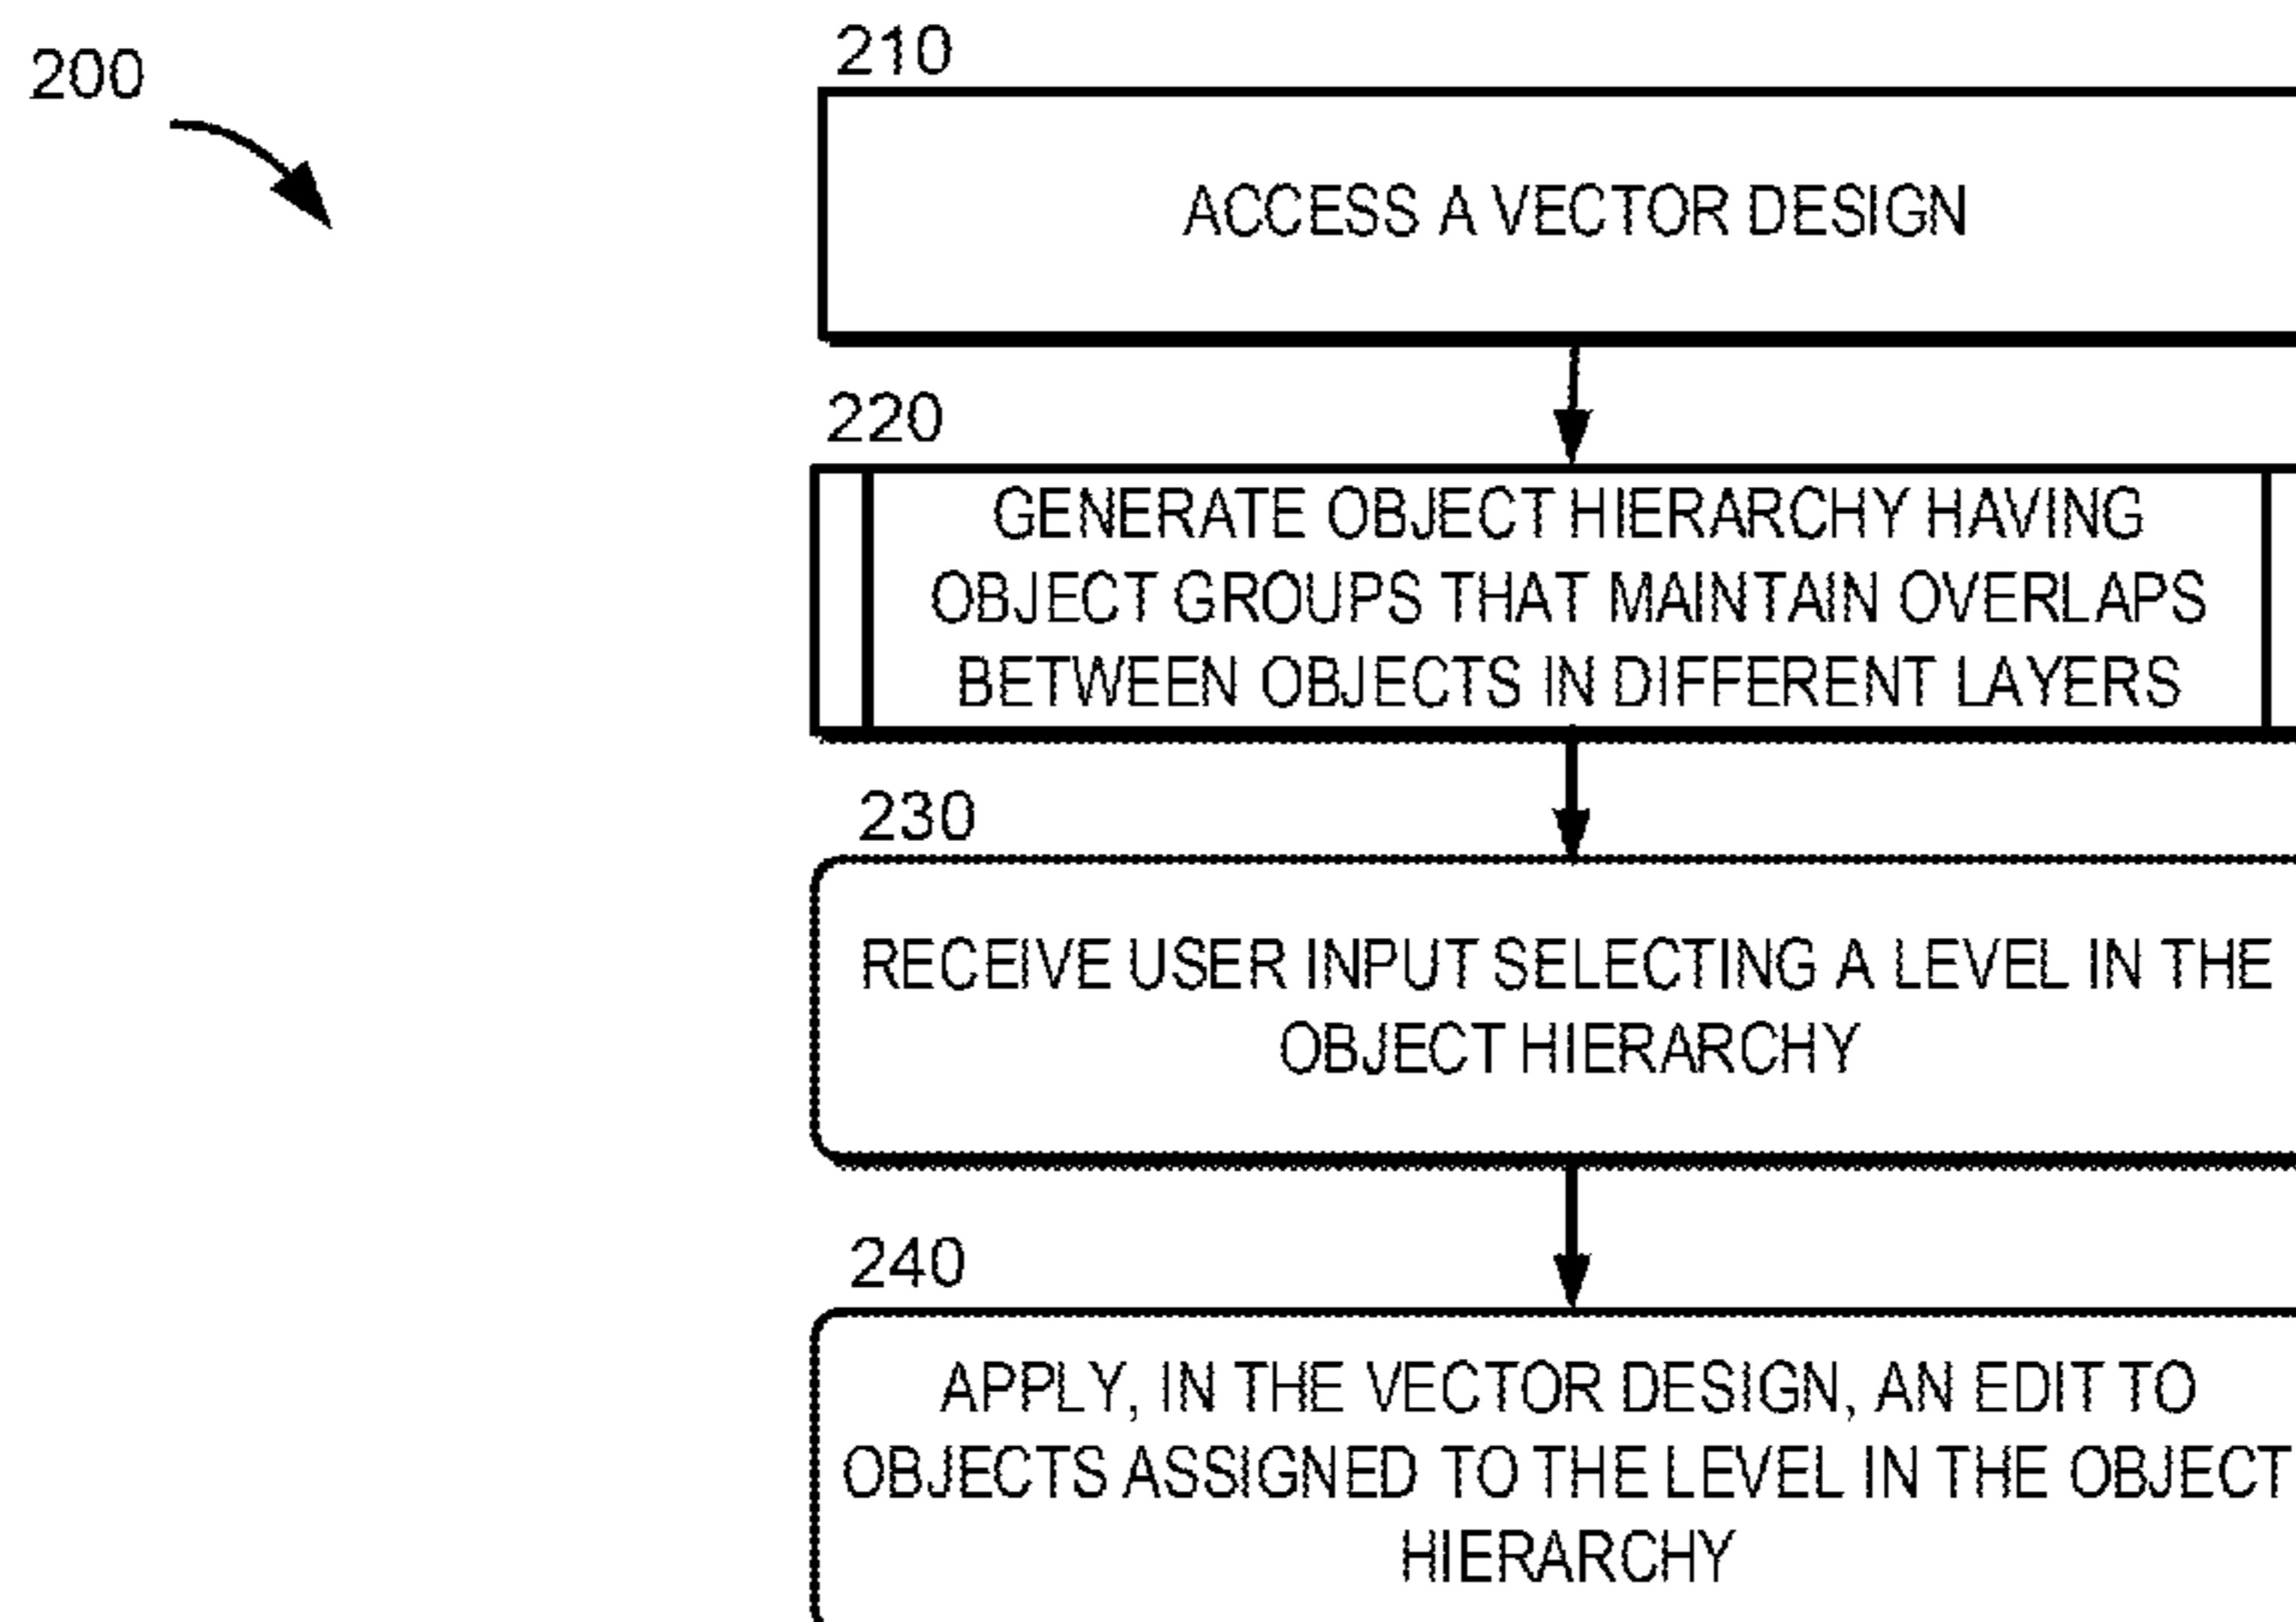 200
210
ACCESS A VECTOR DESIGN
220
GENERATE OBJECT HIERARCHY HAVING
OBJECT GROUPS THAT MAINTAIN OVERLAPS
BETWEEN OBJECTS IN DIFFERENT LAYERS
230
RECEIVE USER INPUT SELECTING A LEVEL IN THE
OBJECT HIERARCHY
240
APPLY, IN THE VECTOR DESIGN, AN EDIT TO
OBJECTS ASSIGNED TO THE LEVEL IN THE OBJECT
HIERARCHY